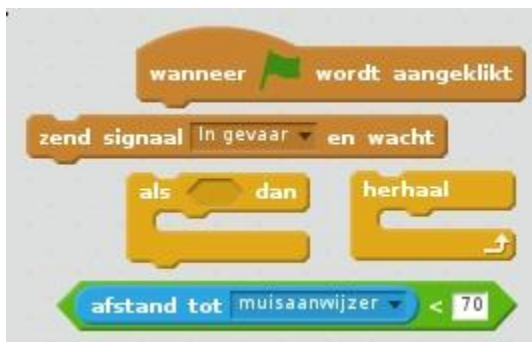 wanneer wordt aangeklikt
zend signaal In gevaar en wacht
als dan
herhaal
afstand tot muisaanwijzer < 70